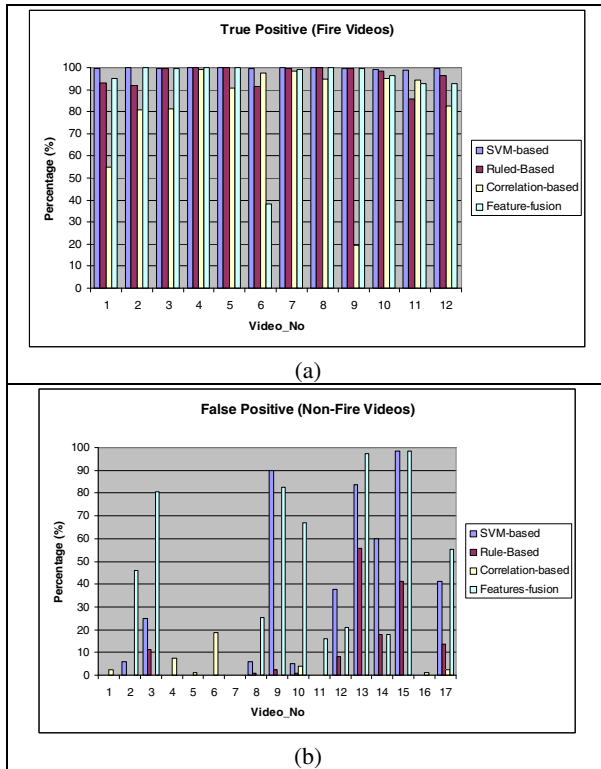 True Positive (Fire Videos)
Percentage (%)
100
90
80
70
60
50
40
30
20
10
0
1 2 3 4 5 6 7 8 9 10 11 12
Video_No
SVM-based
Ruled-Based
Correlation-based
Feature-fusion
(a)
False Positive (Non-Fire Videos)
Percentage (%)
100
90
80
70
60
50
40
30
20
10
0
1 2 3 4 5 6 7 8 9 10 11 12 13 14 15 16 17
Video_No
SVM-based
Rule-Based
Correlation-based
Features-fusion
(b)